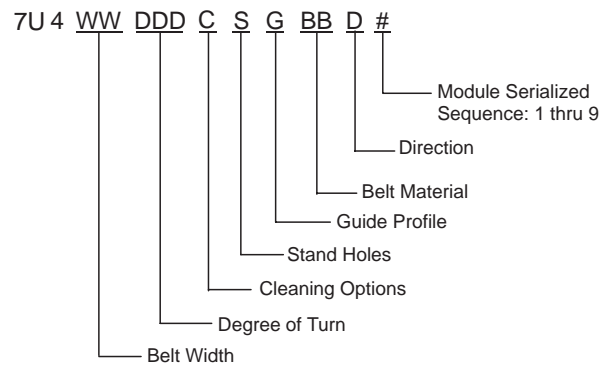 7U 4 WW DDD C S G BB D #
Module Serialized
Sequence: 1 thru 9
Direction
Belt Material
Guide Profile
Stand Holes
Cleaning Options
Degree of Turn
Belt Width